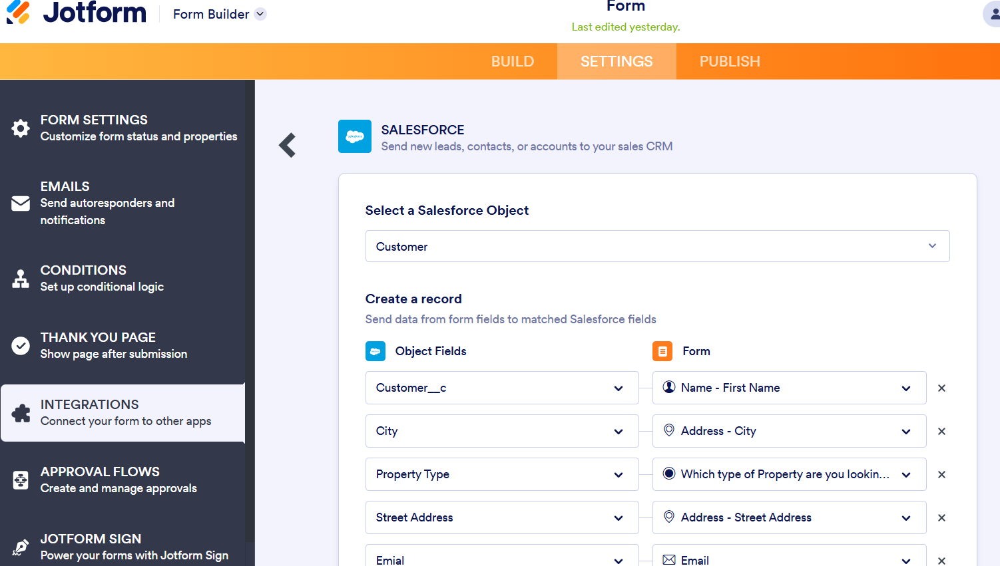 Jotform
Form Builder
Form
Last edited yesterday.
BUILD
SETTINGS
PUBLISH
FORM SETTINGS
Customize form status and properties
EMAILS
Send autoresponders and
notifications
CONDITIONS
Set up conditional logic
THANK YOU PAGE
Show page after submission
INTEGRATIONS
Connect your form to other apps
APPROVAL FLOWS
Create and manage approvals
JOTFORM SIGN
Power your forms with Jotform Sign
SALESFORCE
Send new leads, contacts, or accounts to your sales CRM
Select a Salesforce Object
Customer
Create a record
Send data from form fields to matched Salesforce fields
Object Fields
Form
Customer__c
Name - First Name
City
Address - City
Property Type
Which type of Property are you lookin...
Street Address
Address - Street Address
Emial
Email